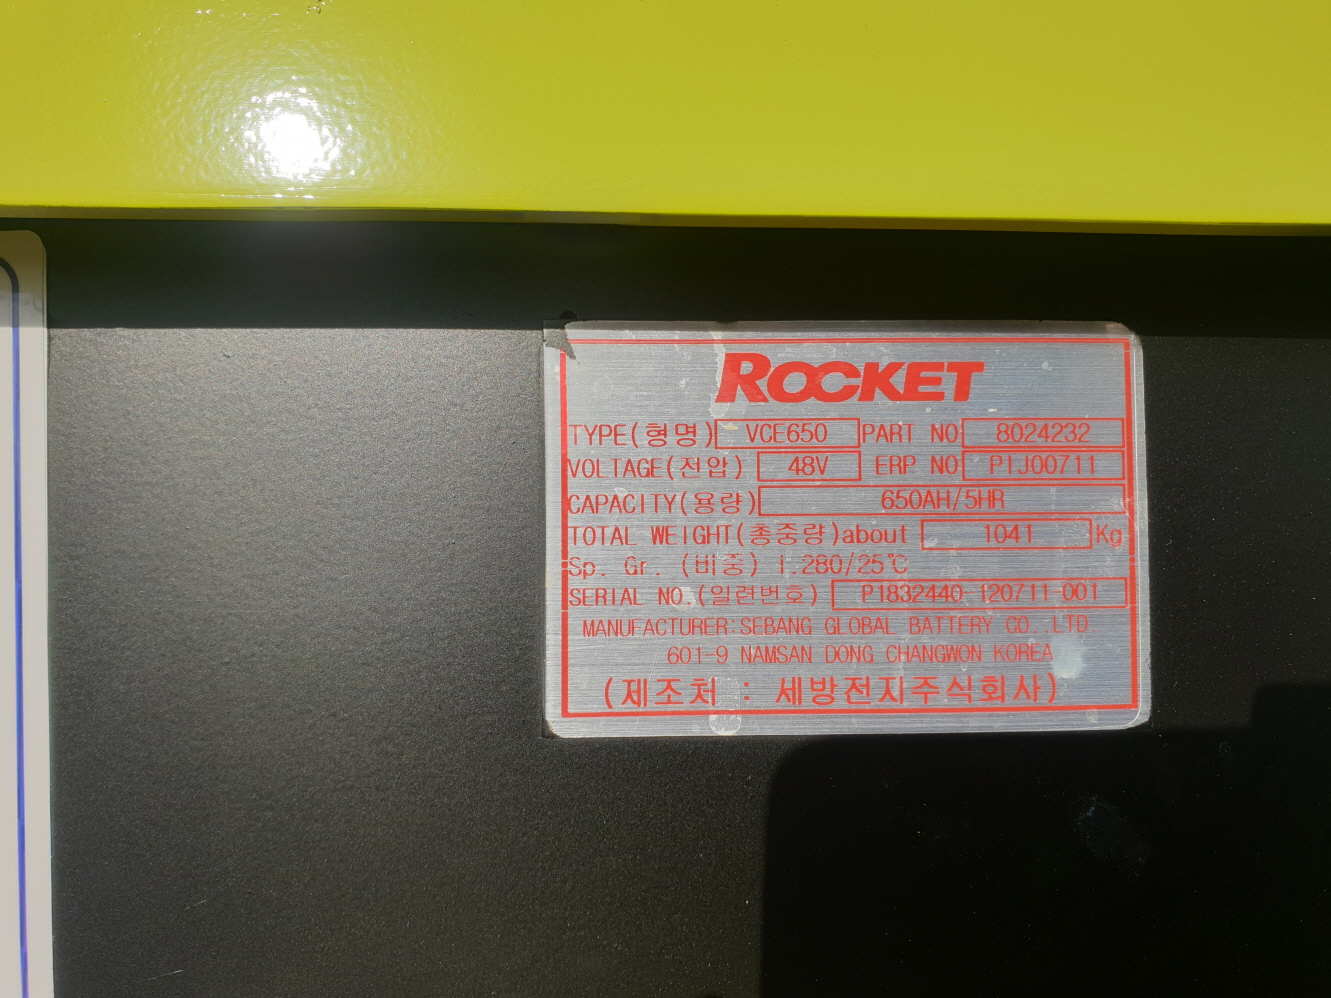 ROCKET
TYPE(형명) VCE650 PART NO 8024232
VOLTAGE(전압) 48V ERP NO P1J00711
CAPACITY(용량) 650AH/5HR
TOTAL WEIGHT(총중량)about 1041 Kg
Sp. Gr. (비중) 1.280/25℃
SERIAL NO.(일련번호) P1832440-120711-001
MANUFACTURER:SEBANG GLOBAL BATTERY CO.,LTD.
601-9 NAMSAN DONG CHANGWON KOREA
(제조처 : 세방전지주식회사)